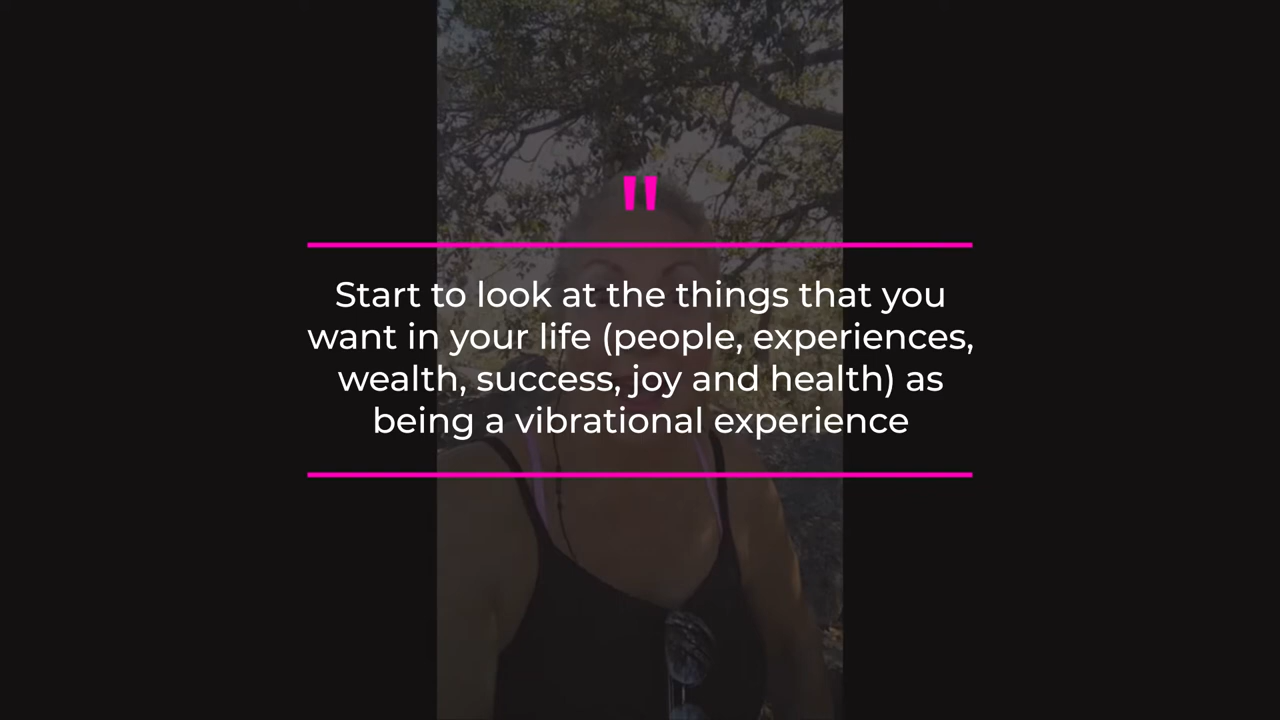 "
Start to look at the things that you
want in your life (people, experiences,
wealth, success, joy and health) as
being a vibrational experience